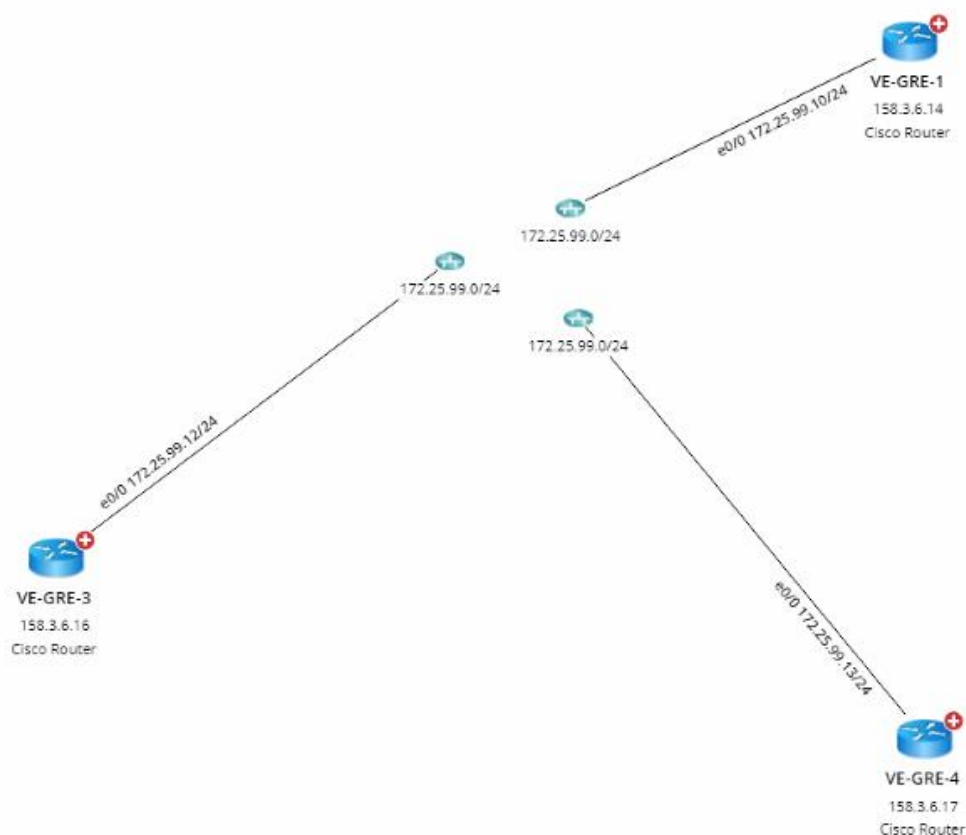 VE-GRE-1
158.3.6.14
Cisco Router
e0/0 172.25.99.10/24
172.25.99.0/24
172.25.99.0/24
172.25.99.0/24
e0/0 172.25.99.12/24
VE-GRE-3
158.3.6.16
Cisco Router
e0/0 172.25.99.13/24
VE-GRE-4
158.3.6.17
Cisco Router